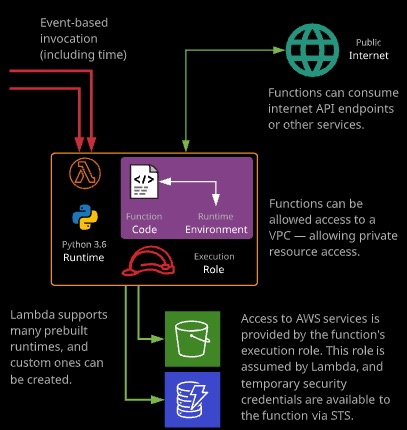 Event-based
invocation
(including time)
Public
Internet
Functions can consume
internet API endpoints
or other services.
</>
Function
Code
Runtime
Environment
Python 3.6
Runtime
Execution
Role
Functions can be
allowed access to a
VPC — allowing private
resource access.
Lambda supports
many prebuilt
runtimes, and
custom ones can
be created.
Access to AWS services is
provided by the function's
execution role. This role is
assumed by Lambda, and
temporary security
credentials are available to
the function via STS.